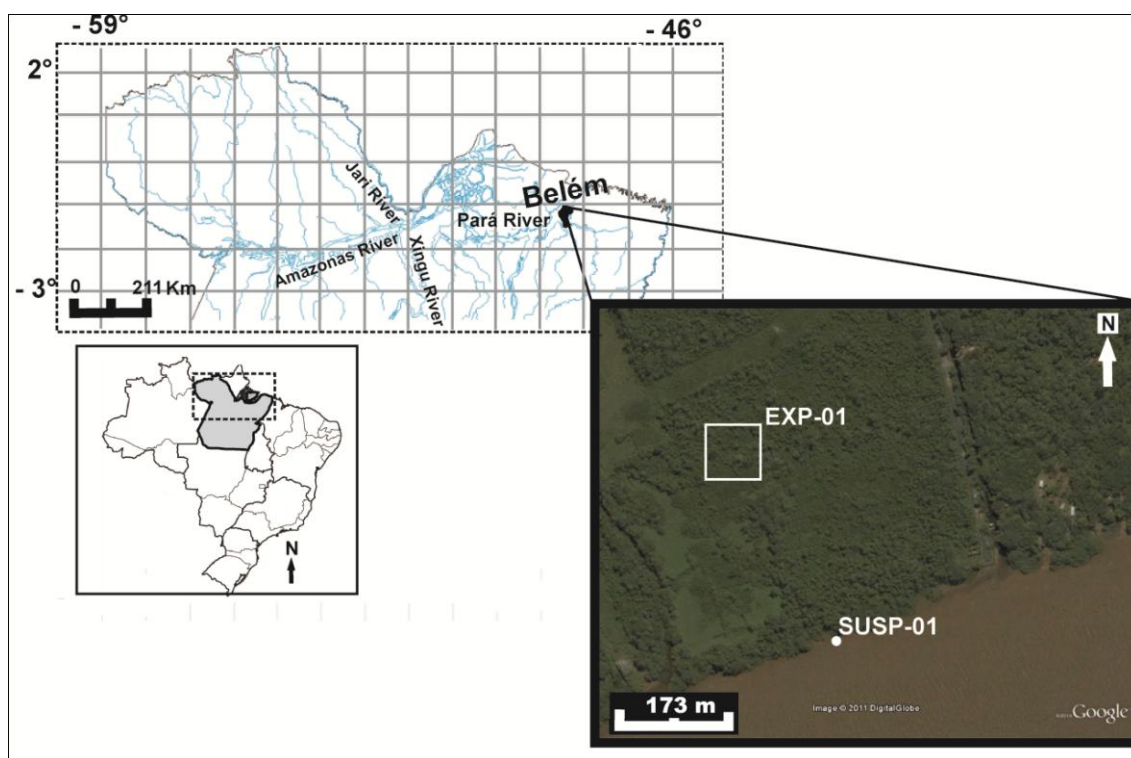 - 59°
- 46°
2°
Jari River
Belém
Pará River
Amazonas River
Xingu River
- 3°
0 211 Km
N
N
EXP-01
SUSP-01
173 m
Image © 2011 DigitalGlobe
Google